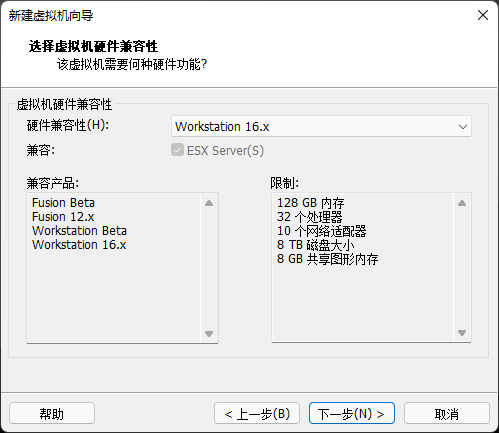 新建虚拟机向导
选择虚拟机硬件兼容性
该虚拟机需要何种硬件功能?
虚拟机硬件兼容性
硬件兼容性(H): Workstation 16.x
兼容: ESX Server(S)
兼容产品:
Fusion Beta
Fusion 12.x
Workstation Beta
Workstation 16.x
限制:
128 GB 内存
32 个处理器
10 个网络适配器
8 TB 磁盘大小
8 GB 共享图形内存
帮助 < 上一步(B) 下一步(N) > 取消